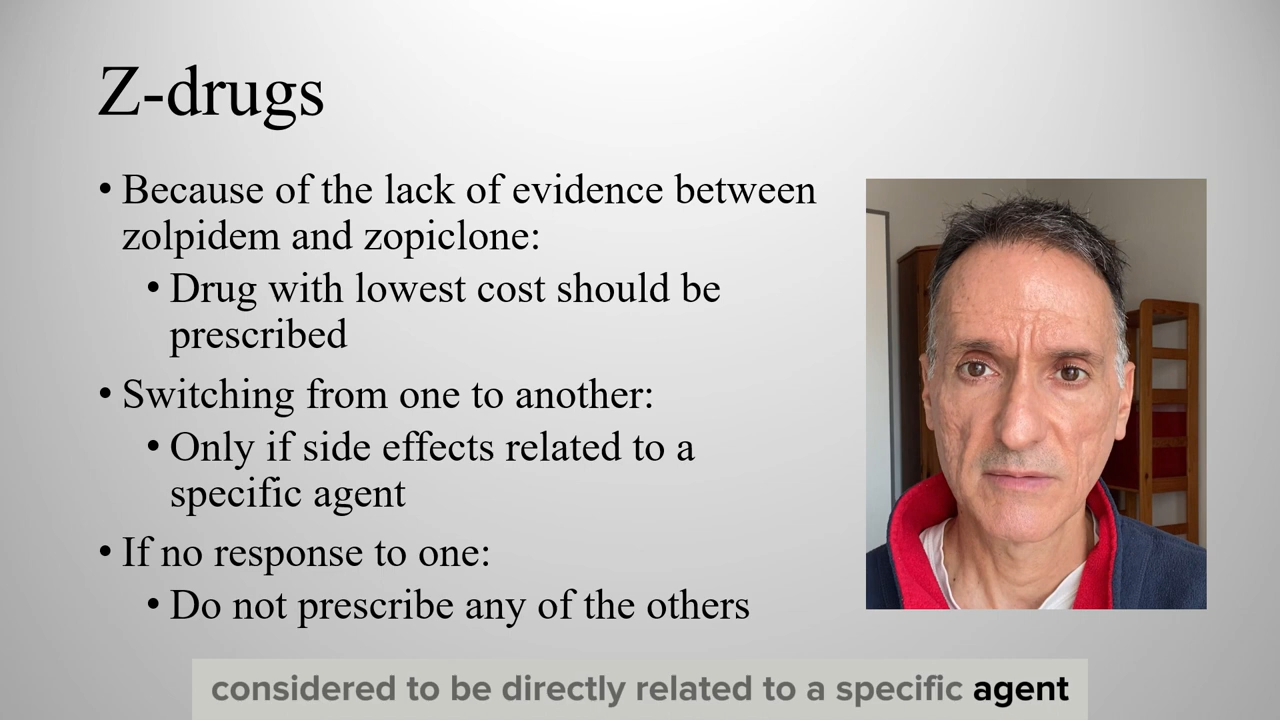 Z-drugs
• Because of the lack of evidence between
zolpidem and zopiclone:
• Drug with lowest cost should be
prescribed
• Switching from one to another:
• Only if side effects related to a
specific agent
• If no response to one:
• Do not prescribe any of the others
considered to be directly related to a specific agent